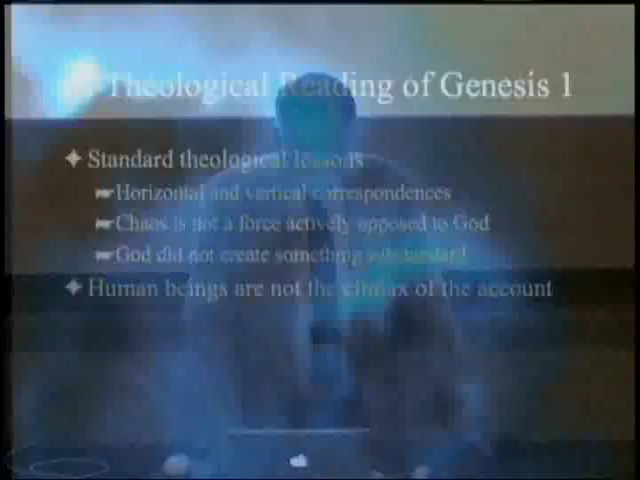 A Theological Reading of Genesis 1
Standard theological lessons
Horizontal and vertical correspondences
Chaos is not a force actively opposed to God
God did not create something substandard
Human beings are not the climax of the account